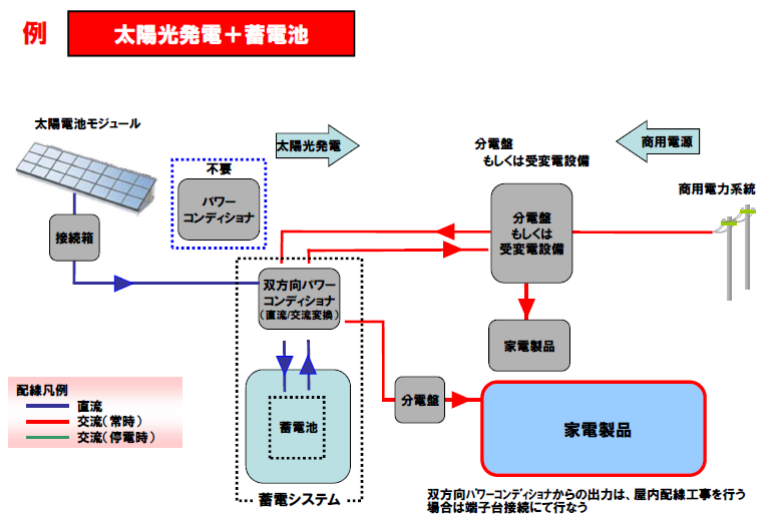 例
太陽光発電＋蓄電池
太陽電池モジュール
太陽光発電
分電盤
もしくは受変電設備
商用電源
不要
パワー
コンディショナ
商用電力系統
接続箱
分電盤
もしくは
受変電設備
双方向パワー
コンディショナ
（直流/交流変換）
家電製品
配線凡例
直流
交流（常時）
交流（停電時）
蓄電池
分電盤
家電製品
蓄電システム
双方向パワーコンディショナからの出力は、屋内配線工事を行う
場合は端子台接続にて行なう